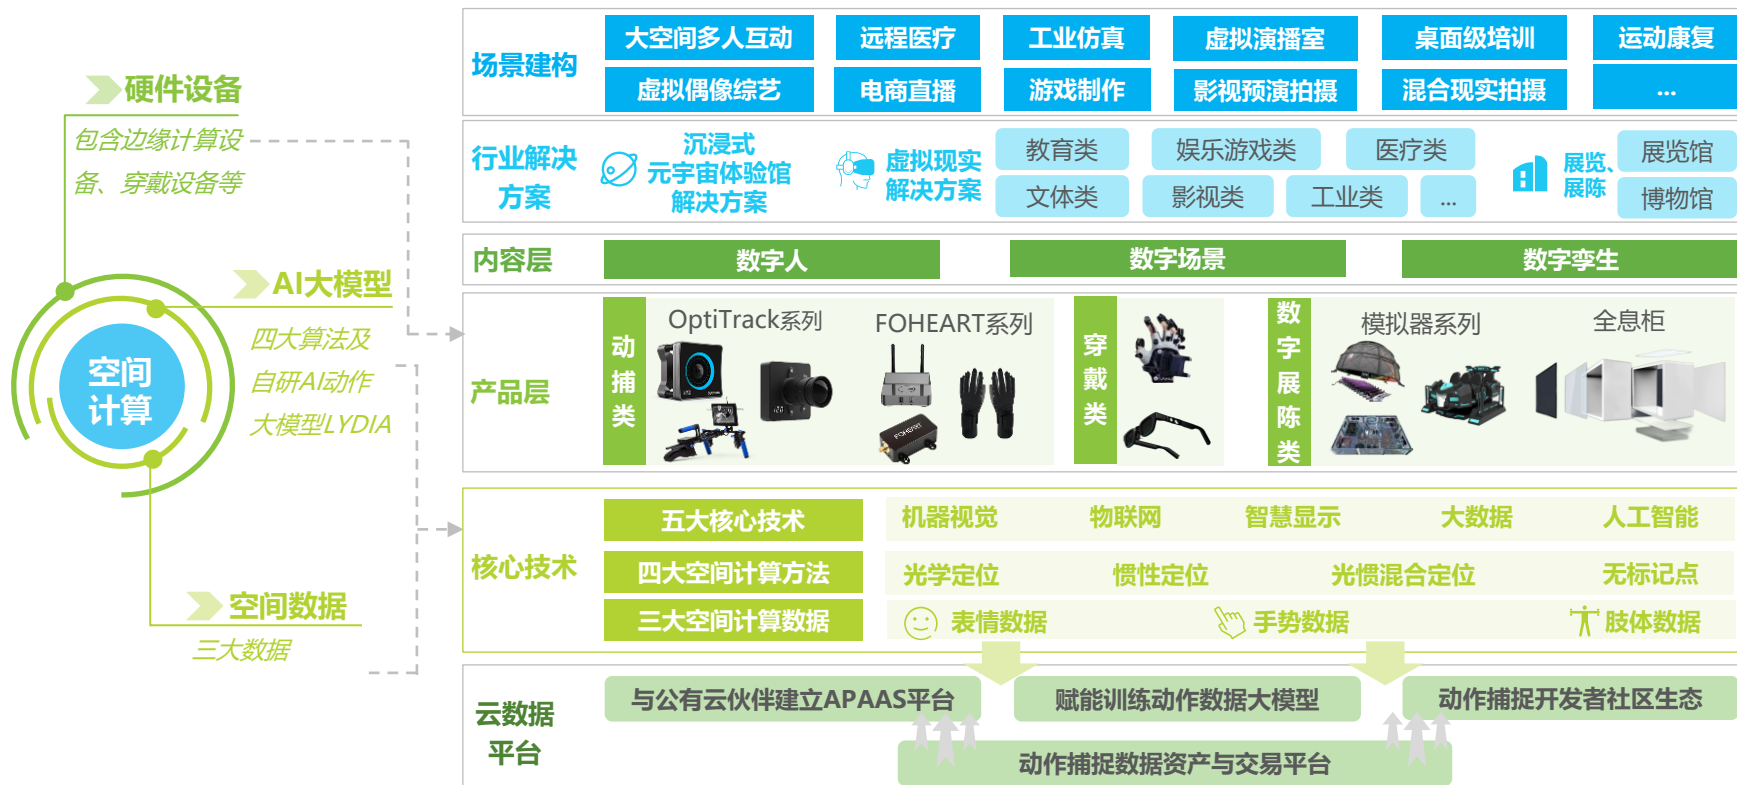 硬件设备
包含边缘计算设
备、穿戴设备等
AI大模型
四大算法及
自研AI动作
大模型LYDIA
空间
计算
空间数据
三大数据
场景建构
大空间多人互动
远程医疗
工业仿真
虚拟演播室
桌面级培训
运动康复
虚拟偶像综艺
电商直播
游戏制作
影视预演拍摄
混合现实拍摄
...
行业解决
方案
沉浸式
元宇宙体验馆
解决方案
虚拟现实
解决方案
教育类
娱乐游戏类
医疗类
文体类
影视类
工业类
...
展览、
展陈
展览馆
博物馆
内容层
数字人
数字场景
数字孪生
产品层
动捕类
OptiTrack系列
FOHEART系列
FOHEART
穿戴类
数字展陈类
模拟器系列
全息柜
核心技术
五大核心技术
机器视觉
物联网
智慧显示
大数据
人工智能
四大空间计算方法
光学定位
惯性定位
光惯混合定位
无标记点
三大空间计算数据
表情数据
手势数据
肢体数据
云数据
平台
与公有云伙伴建立APAAS平台
赋能训练动作数据大模型
动作捕捉开发者社区生态
动作捕捉数据资产与交易平台